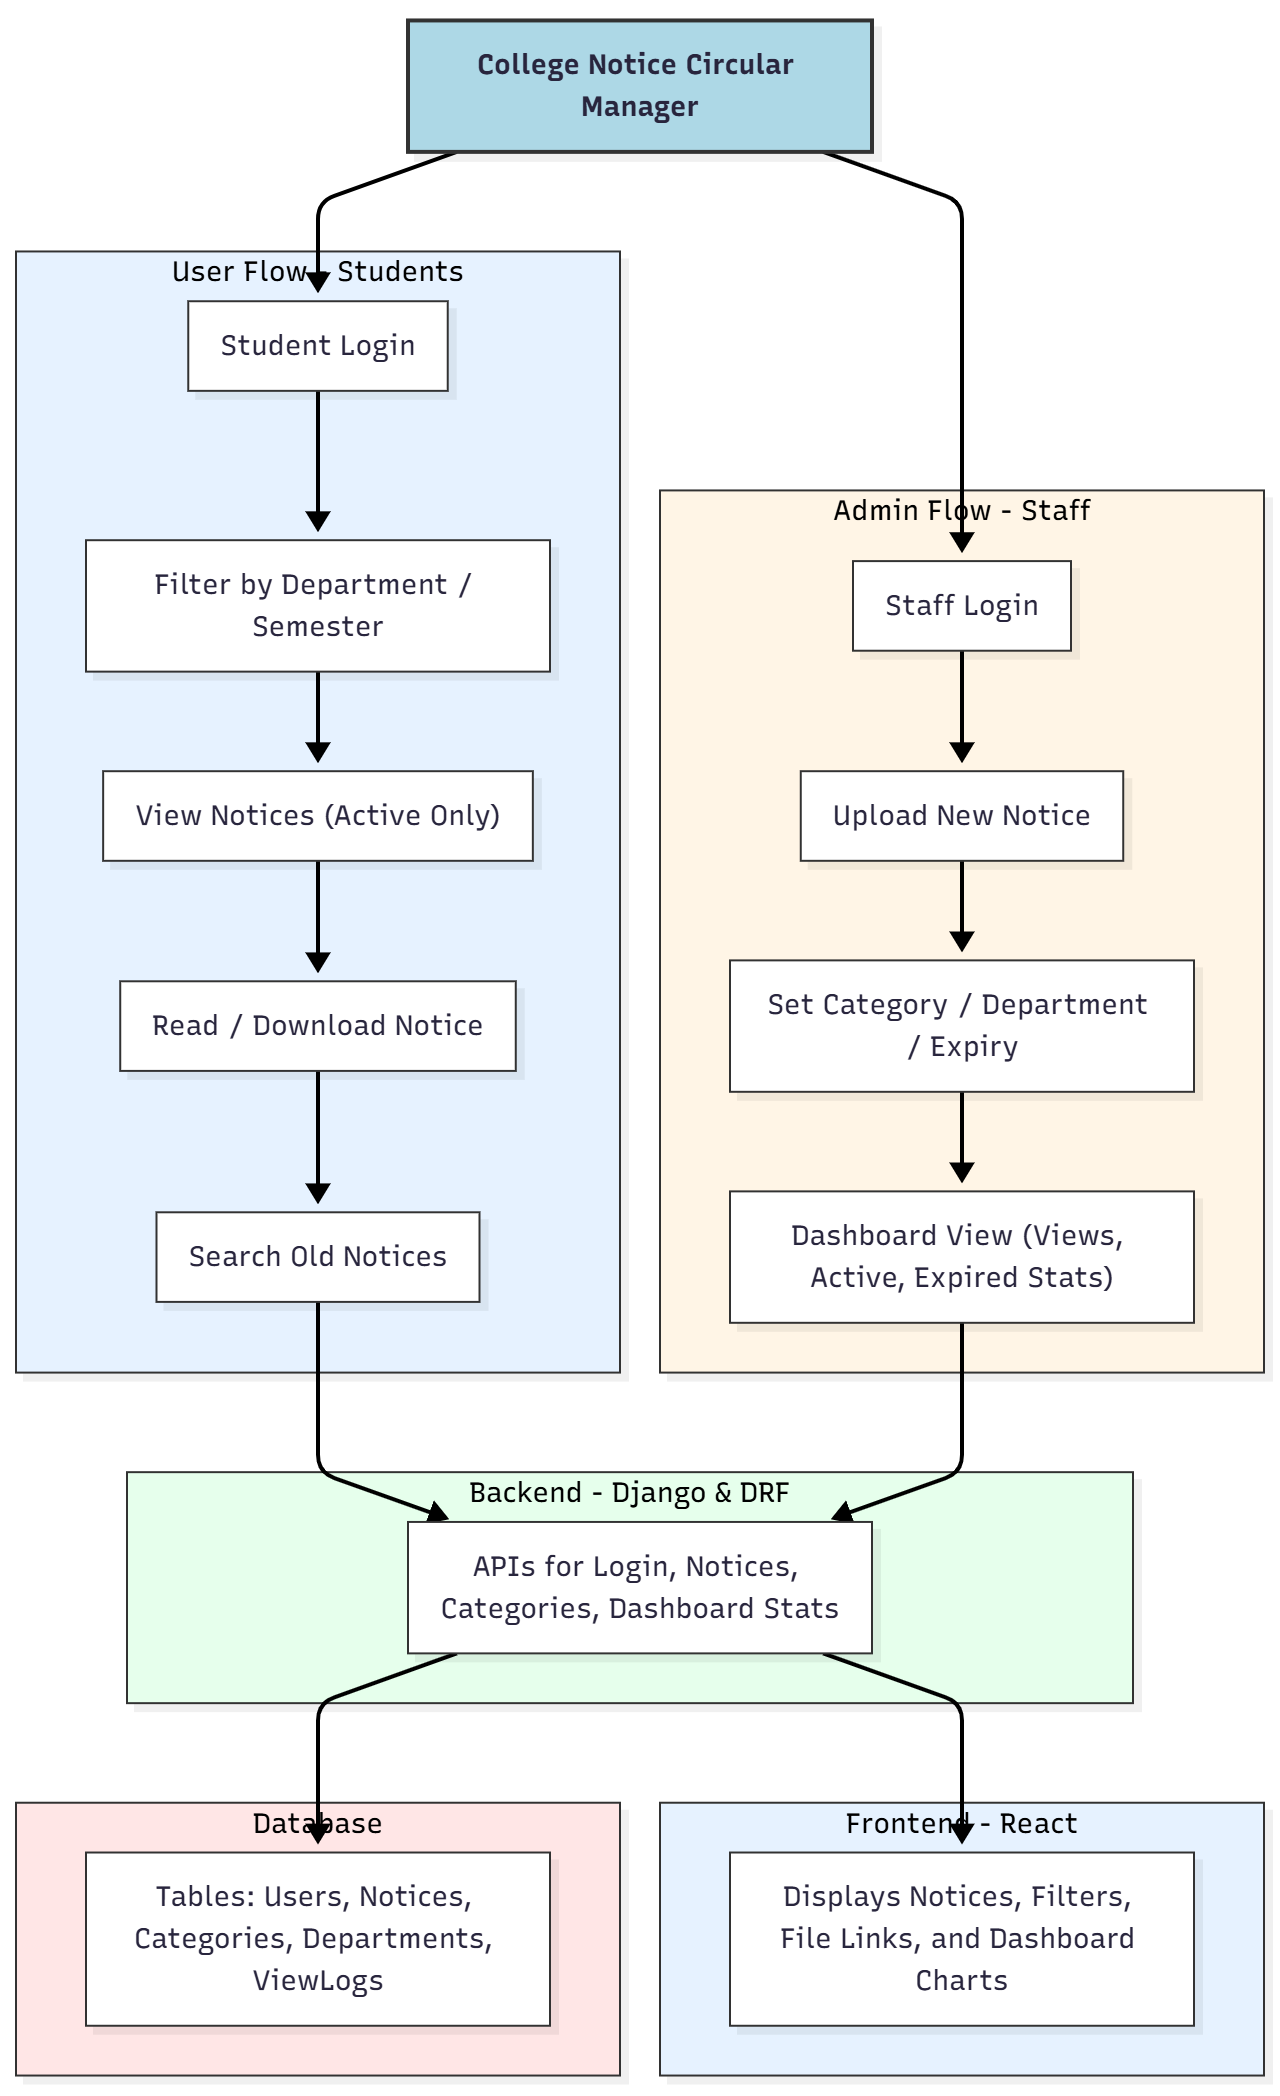 College Notice Circular
Manager
User Flow - Students
Student Login
Filter by Department /
Semester
View Notices (Active Only)
Read / Download Notice
Search Old Notices
Admin Flow - Staff
Staff Login
Upload New Notice
Set Category / Department
/ Expiry
Dashboard View (Views,
Active, Expired Stats)
Backend - Django & DRF
APIs for Login, Notices,
Categories, Dashboard Stats
Database
Tables: Users, Notices,
Categories, Departments,
ViewLogs
Frontend - React
Displays Notices, Filters,
File Links, and Dashboard
Charts